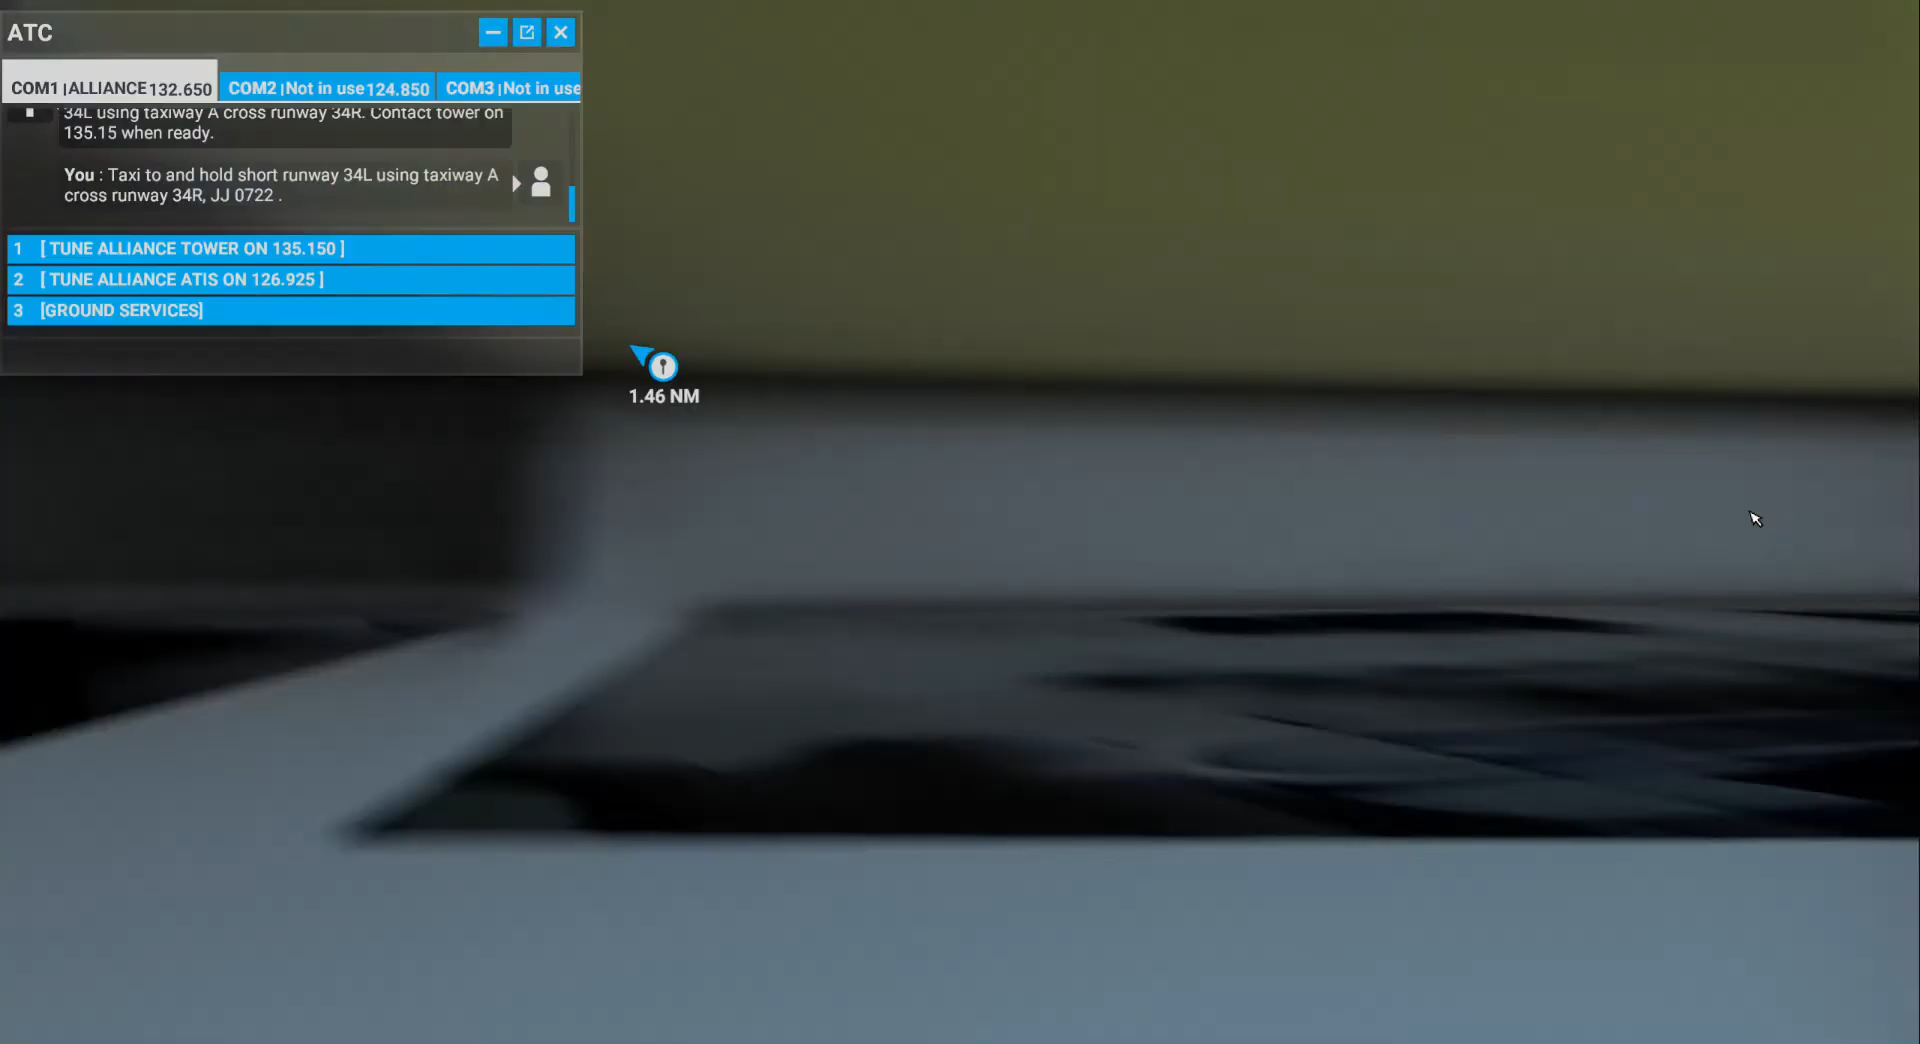 ATC
COM1 | ALLIANCE 132.650 COM2 | Not in use 124.850 COM3 | Not in use
34L using taxiway A cross runway 34R. Contact tower on
135.15 when ready.
You : Taxi to and hold short runway 34L using taxiway A
cross runway 34R, JJ 0722 .
1 [ TUNE ALLIANCE TOWER ON 135.150 ]
2 [ TUNE ALLIANCE ATIS ON 126.925 ]
3 [GROUND SERVICES]
1.46 NM